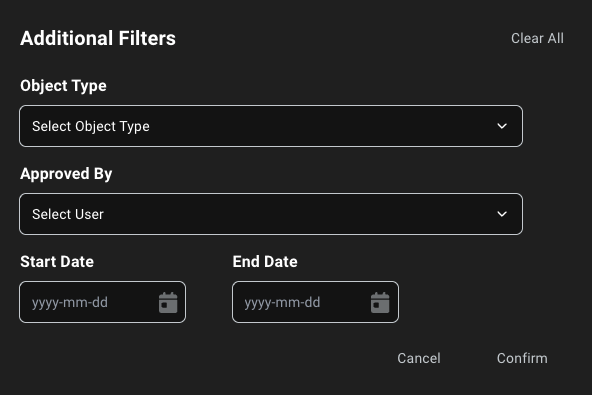 Additional Filters
Clear All
Object Type
Select Object Type
Approved By
Select User
Start Date
End Date
yyyy-mm-dd
yyyy-mm-dd
Cancel
Confirm